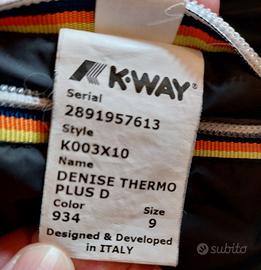 K-WAY®
Serial
2891957613
Style
K003X10
Name
DENISE THERMO
PLUS D
Color Size
934 9
Designed & Developed
in ITALY
subito